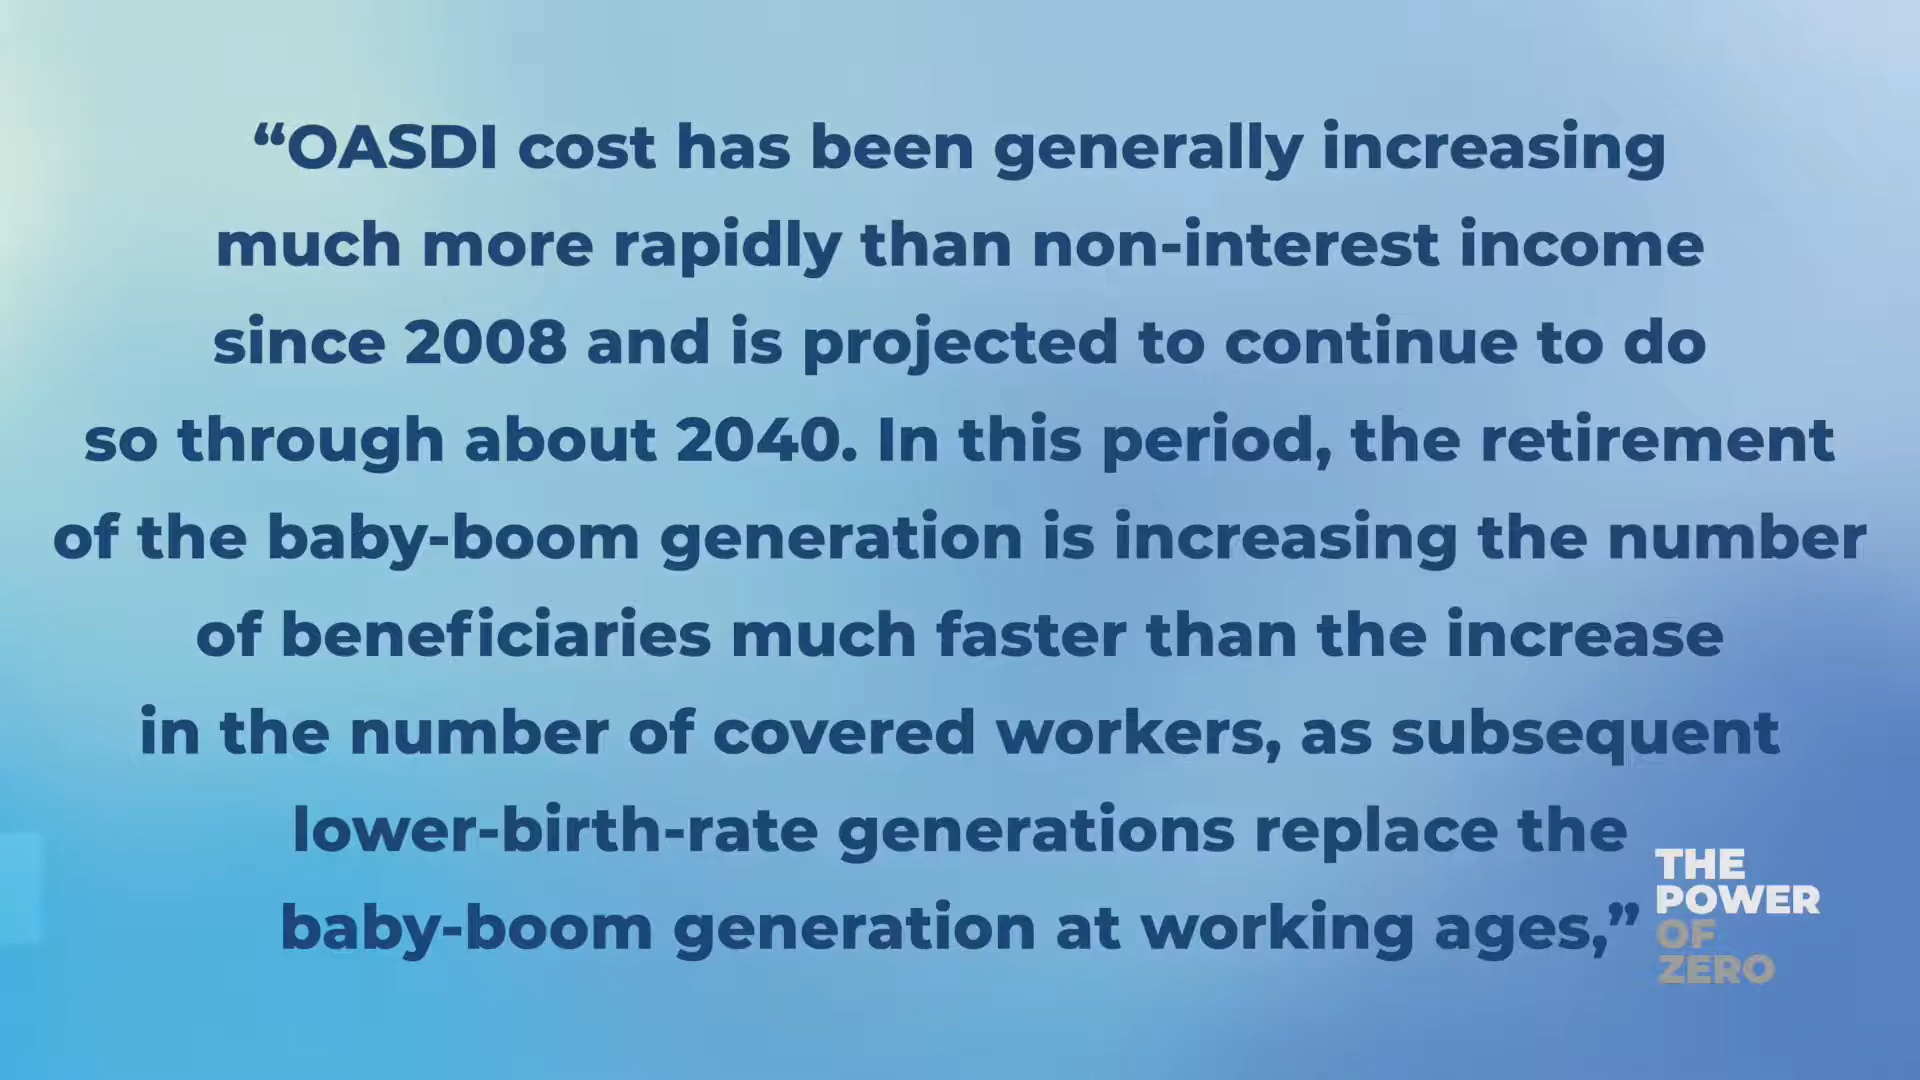 “OASDI cost has been generally increasing
much more rapidly than non-interest income
since 2008 and is projected to continue to do
so through about 2040. In this period, the retirement
of the baby-boom generation is increasing the number
of beneficiaries much faster than the increase
in the number of covered workers, as subsequent
lower-birth-rate generations replace the
baby-boom generation at working ages,”
THE
POWER
OF
ZERO